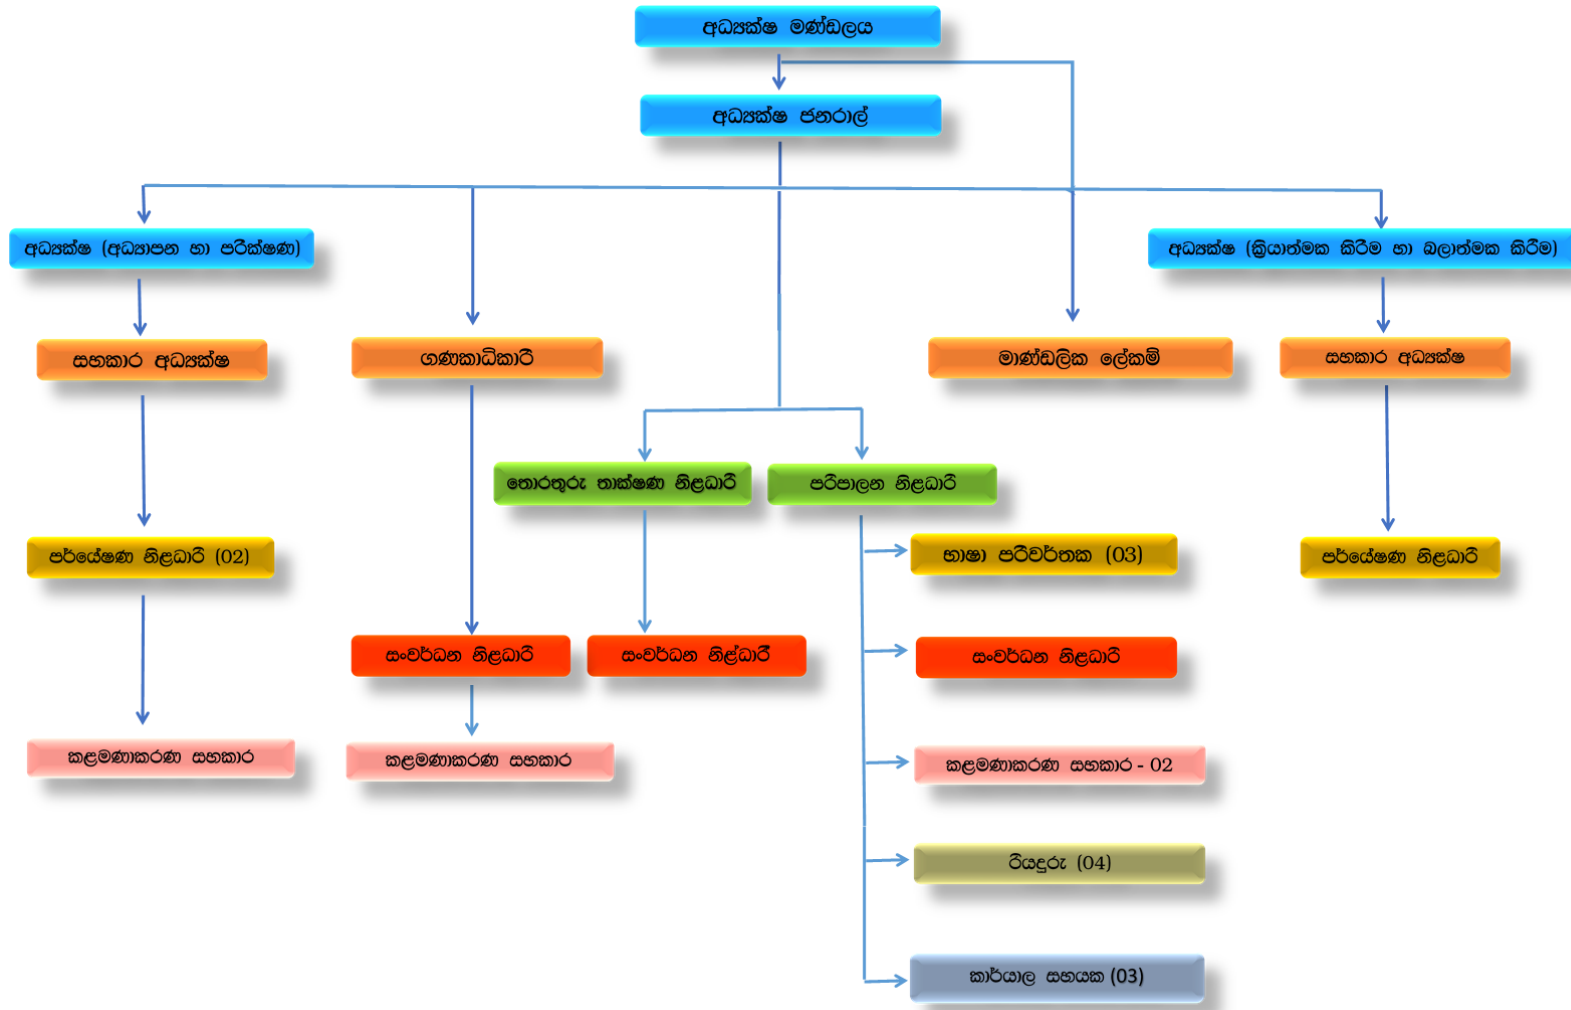 අධ්‍යක්ෂ මණ්ඩලය
අධ්‍යක්ෂ ජනරාල්
අධ්‍යක්ෂ (අධ්‍යාපන හා පරීක්ෂණ)
අධ්‍යක්ෂ (ක්‍රියාත්මක කිරීම හා බලාත්මක කිරීම)
සහකාර අධ්‍යක්ෂ
ගණකාධිකාරී
මාණ්ඩලික ලේකම්
සහකාර අධ්‍යක්ෂ
තොරතුරු තාක්ෂණ නිළධාරී
පරිපාලන නිළධාරී
පර්යේෂණ නිළධාරී (02)
භාෂා පරිවර්තක (03)
පර්යේෂණ නිළධාරී
සංවර්ධන නිළධාරී
සංවර්ධන නිළ්ධාරී
සංවර්ධන නිළධාරී
කළමණාකරණ සහකාර
කළමණාකරණ සහකාර
කළමණාකරණ සහකාර - 02
රියදුරු (04)
කාර්යාල සහයක (03)